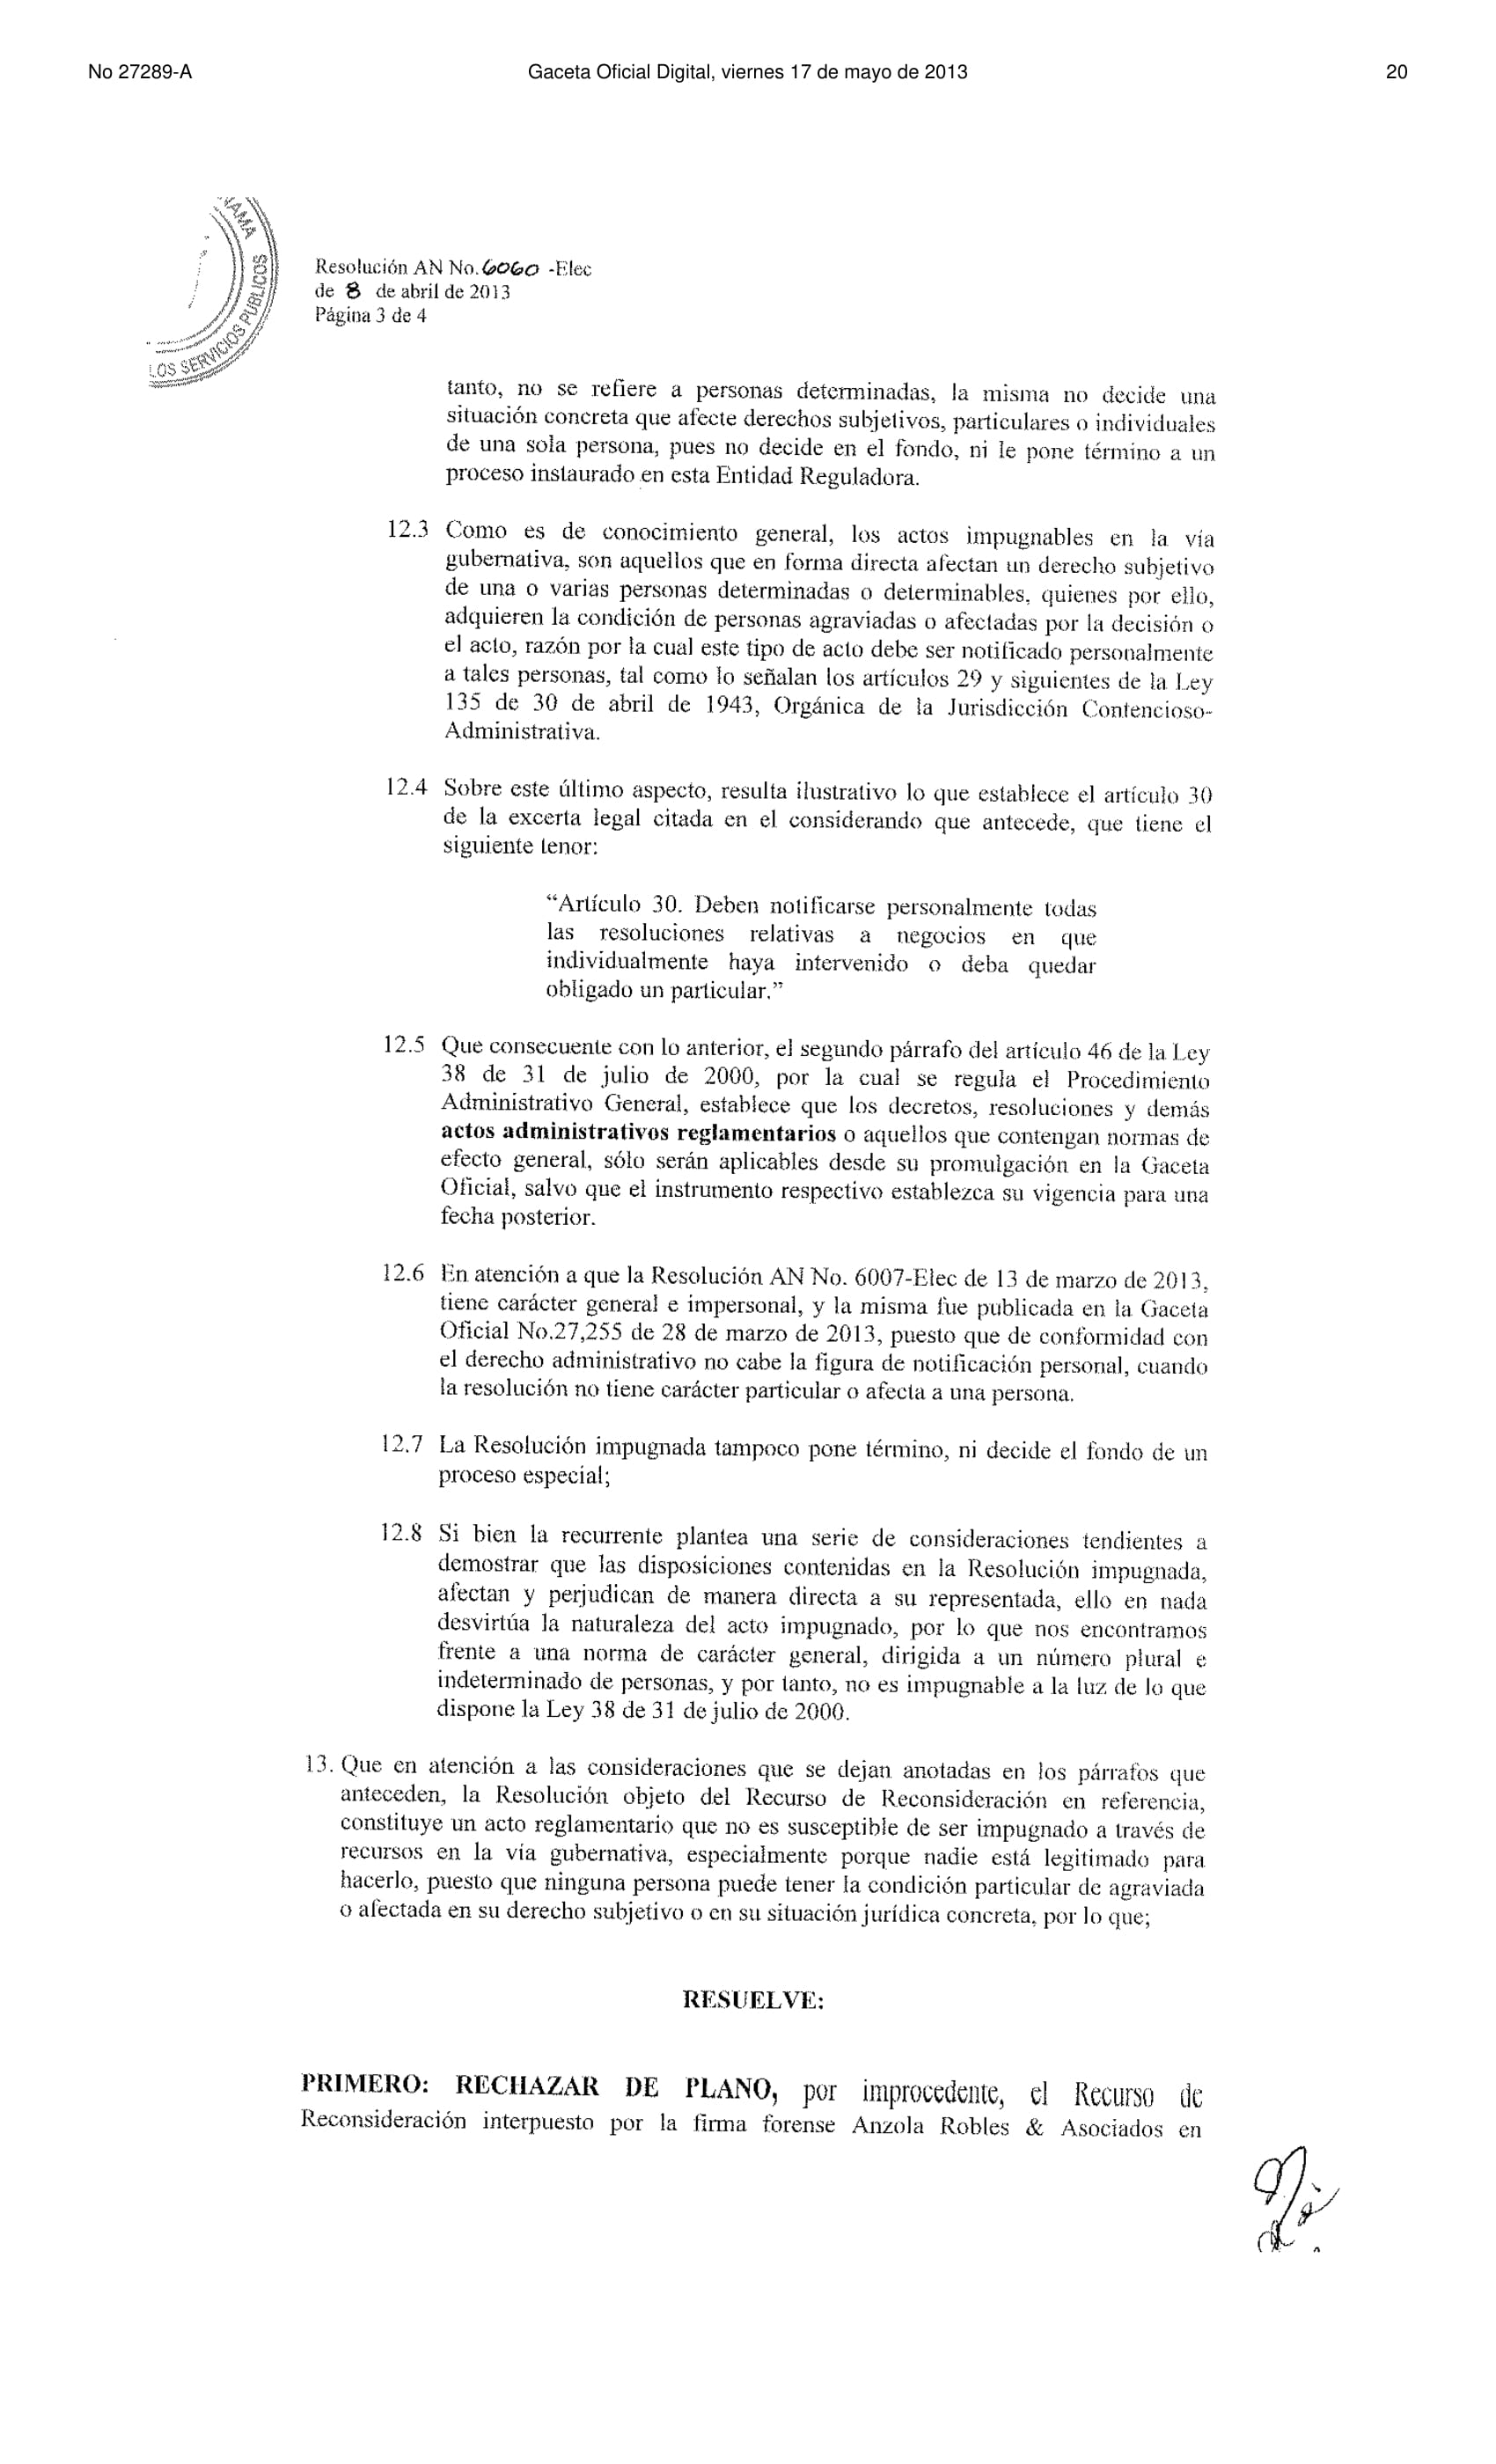 No 27289-A
Gaceta Oficial Digital, viernes 17 de mayo de 2013
20
NAMA
LOS SERVICIOS PUBLICOS
Resolución AN No. 6060 -Elec
de 8 de abril de 2013
Página 3 de 4
tanto, no se refiere a personas determinadas, la misma no decide una
situación concreta que afecte derechos subjetivos, particulares o individuales
de una sola persona, pues no decide en el fondo, ni le pone término a un
proceso instaurado en esta Entidad Reguladora.
12.3 Como es de conocimiento general, los actos impugnables en la vía
gubernativa, son aquellos que en forma directa afectan un derecho subjetivo
de una o varias personas determinadas o determinables, quienes por ello,
adquieren la condición de personas agraviadas o afectadas por la decisión o
el acto, razón por la cual este tipo de acto debe ser notificado personalmente
a tales personas, tal como lo señalan los artículos 29 y siguientes de la Ley
135 de 30 de abril de 1943, Orgánica de la Jurisdicción Contencioso-
Administrativa.
12.4 Sobre este último aspecto, resulta ilustrativo lo que establece el artículo 30
de la excerta legal citada en el considerando que antecede, que tiene el
siguiente tenor:
“Artículo 30. Deben notificarse personalmente todas
las resoluciones relativas a negocios en que
individualmente haya intervenido o deba quedar
obligado un particular.”
12.5 Que consecuente con lo anterior, el segundo párrafo del artículo 46 de la Ley
38 de 31 de julio de 2000, por la cual se regula el Procedimiento
Administrativo General, establece que los decretos, resoluciones y demás
actos administrativos reglamentarios o aquellos que contengan normas de
efecto general, sólo serán aplicables desde su promulgación en la Gaceta
Oficial, salvo que el instrumento respectivo establezca su vigencia para una
fecha posterior.
12.6 En atención a que la Resolución AN No. 6007-Elec de 13 de marzo de 2013,
tiene carácter general e impersonal, y la misma fue publicada en la Gaceta
Oficial No.27,255 de 28 de marzo de 2013, puesto que de conformidad con
el derecho administrativo no cabe la figura de notificación personal, cuando
la resolución no tiene carácter particular o afecta a una persona.
12.7 La Resolución impugnada tampoco pone término, ni decide el fondo de un
proceso especial;
12.8 Si bien la recurrente plantea una serie de consideraciones tendientes a
demostrar que las disposiciones contenidas en la Resolución impugnada,
afectan y perjudican de manera directa a su representada, ello en nada
desvirtúa la naturaleza del acto impugnado, por lo que nos encontramos
frente a una norma de carácter general, dirigida a un número plural e
indeterminado de personas, y por tanto, no es impugnable a la luz de lo que
dispone la Ley 38 de 31 de julio de 2000.
13. Que en atención a las consideraciones que se dejan anotadas en los párrafos que
anteceden, la Resolución objeto del Recurso de Reconsideración en referencia,
constituye un acto reglamentario que no es susceptible de ser impugnado a través de
recursos en la vía gubernativa, especialmente porque nadie está legitimado para
hacerlo, puesto que ninguna persona puede tener la condición particular de agraviada
o afectada en su derecho subjetivo o en su situación jurídica concreta, por lo que;
RESUELVE:
PRIMERO: RECHAZAR DE PLANO, por improcedente, el Recurso de
Reconsideración interpuesto por la firma forense Anzola Robles & Asociados en